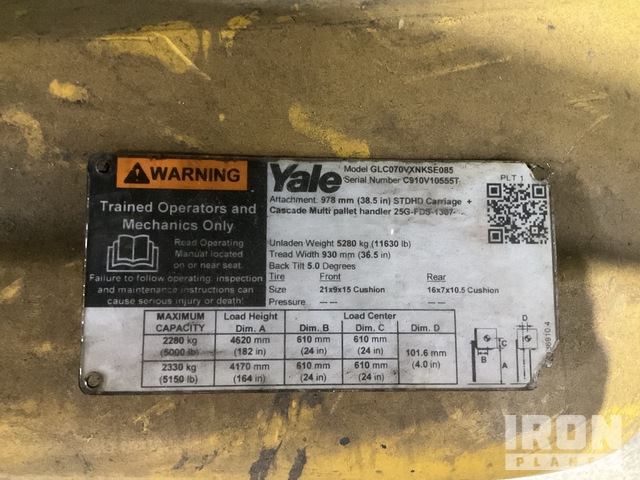 WARNING
Trained Operators and
Mechanics Only
Read Operating
Manual located
on or near seat.
Failure to follow operating, inspection
and maintenance instructions can
cause serious injury or death!
Yale
Model GLC070VXNKSE085
Serial Number C910V10555T
PLT 1
Attachment: 978 mm (38.5 in) STDHD Carriage +
Cascade Multi pallet handler 25G-FDS-1307-
Unladen Weight 5280 kg (11630 lb)
Tread Width 930 mm (36.5 in)
Back Tilt 5.0 Degrees
Tire Front Rear
Size 21x9x15 Cushion 16x7x10.5 Cushion
Pressure --- ---
MAXIMUM CAPACITY Load Height Load Center
Dim. A Dim. B Dim. C Dim. D
2280 kg 4620 mm 610 mm 610 mm
(5000 lb) (182 in) (24 in) (24 in)
101.6 mm
(4.0 in)
2330 kg 4170 mm 610 mm 610 mm
(5150 lb) (164 in) (24 in) (24 in)
D
C
B
A
IRON
PLANET